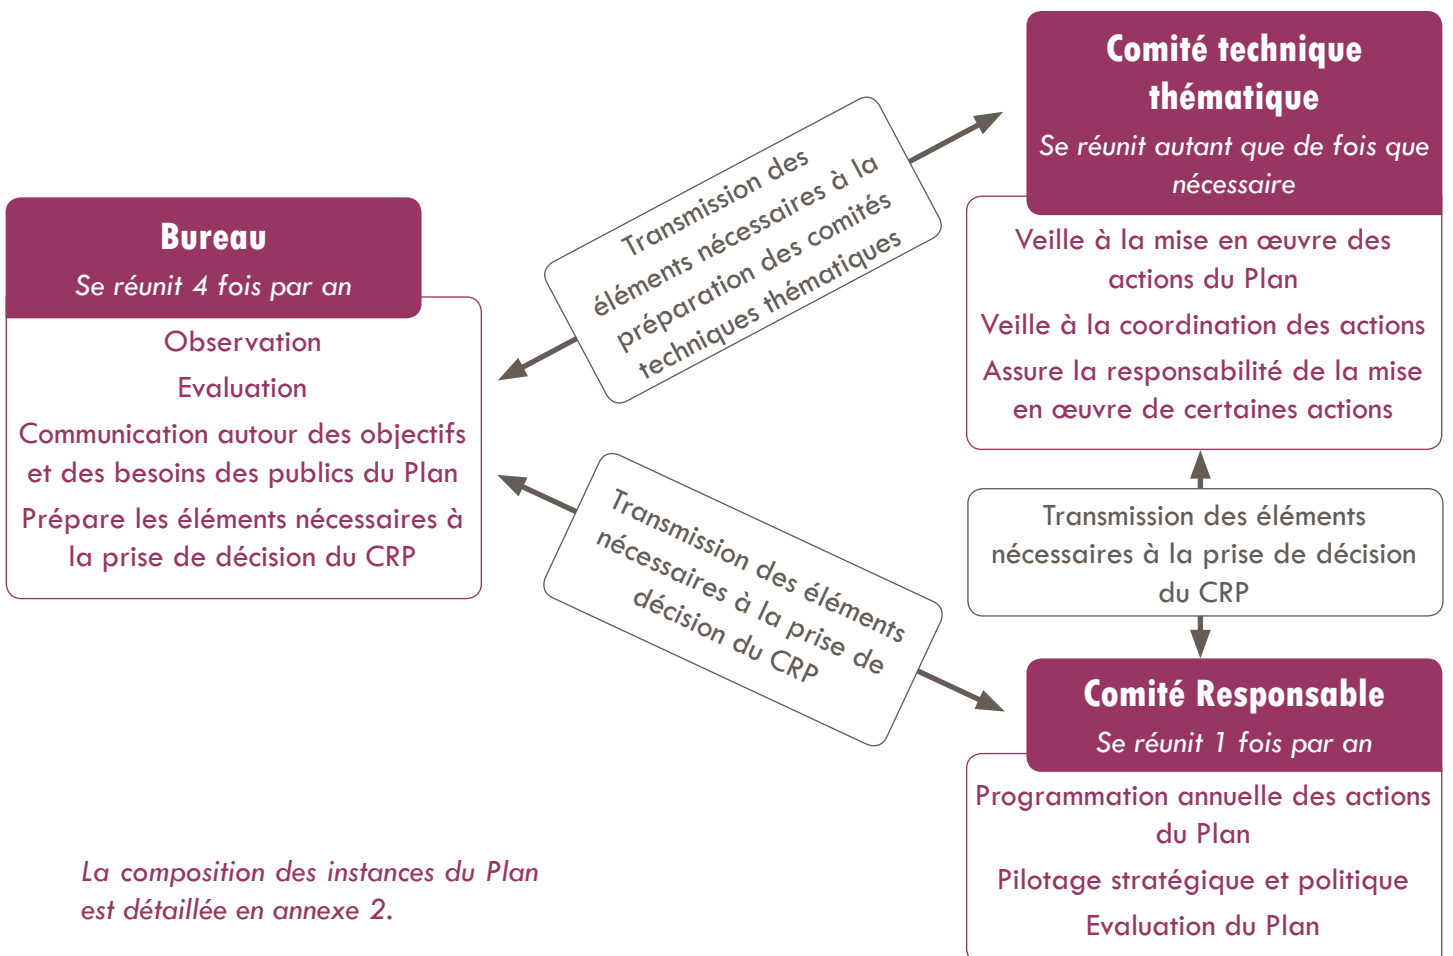 Bureau
Se réunit 4 fois par an
Observation
Evaluation
Communication autour des objectifs
et des besoins des publics du Plan
Prépare les éléments nécessaires à
la prise de décision du CRP
Transmission des
éléments nécessaires à la
préparation des comités
techniques thématiques
Comité technique
thématique
Se réunit autant que de fois que
nécessaire
Veille à la mise en œuvre des
actions du Plan
Veille à la coordination des actions
Assure la responsabilité de la mise
en œuvre de certaines actions
Transmission des éléments
nécessaires à la prise de
décision du CRP
Transmission des éléments
nécessaires à la prise de décision
du CRP
Comité Responsable
Se réunit 1 fois par an
Programmation annuelle des actions
du Plan
Pilotage stratégique et politique
Evaluation du Plan
La composition des instances du Plan
est détaillée en annexe 2.